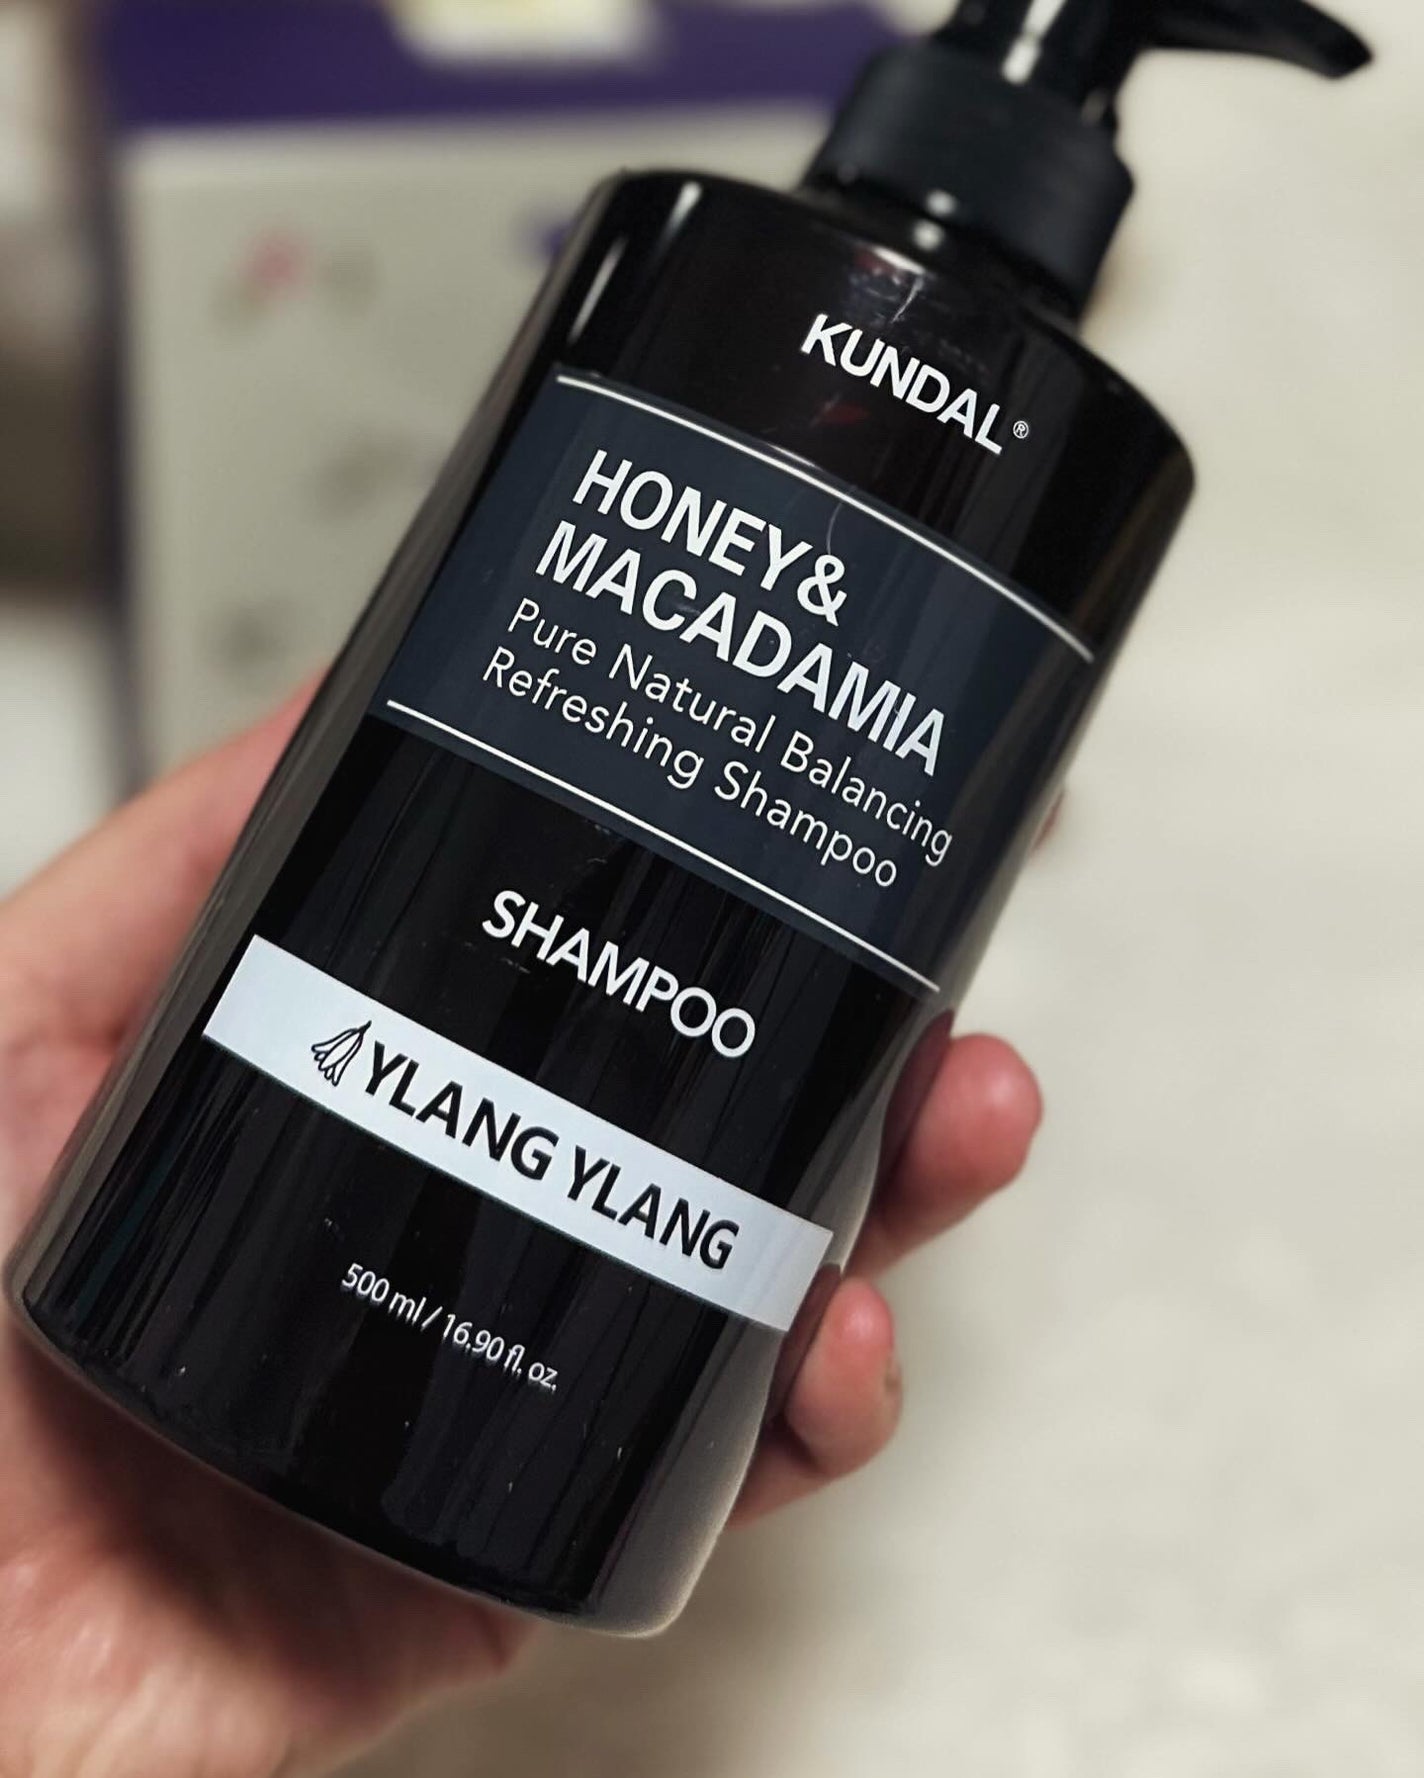 KUNDAL®
HONEY&
MACADAMIA
Pure Natural Balancing
Refreshing Shampoo
SHAMPOO
YLANG YLANG
500 ml / 16.90 fl. oz.